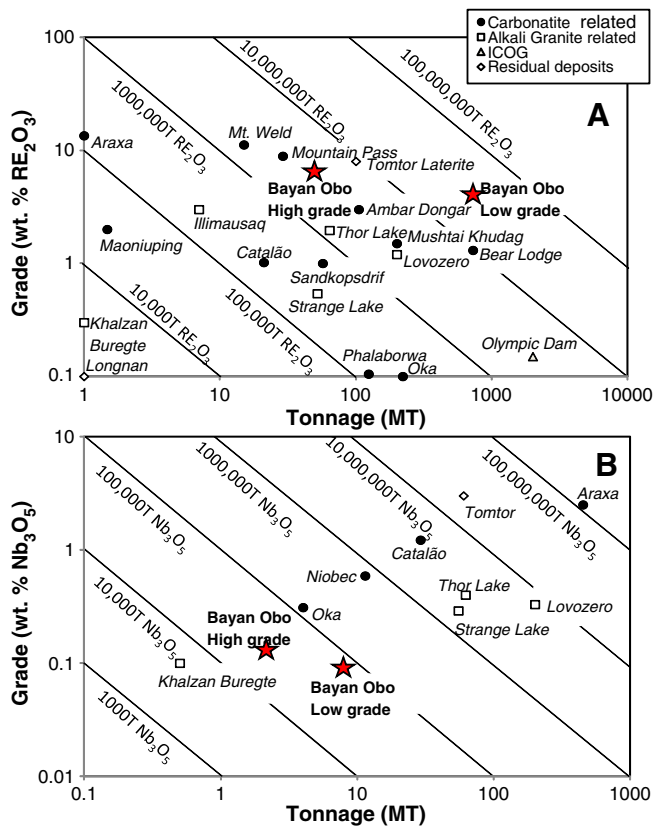 Carbonatite related
Alkali Granite related
ICOG
Residual deposits
A
100
10
1
0.1
Grade (wt. % RE₂O₃)
1
10
100
1000
10000
Tonnage (MT)
10,000,000T RE₂O₃
100,000,000T RE₂O₃
1000,000T RE₂O₃
100,000T RE₂O₃
10,000T RE₂O₃
Araxa
Mt. Weld
Mountain Pass
Tomtor Laterite
Bayan Obo
High grade
Bayan Obo
Low grade
Illimausaq
Ambar Dongar
Maoniuping
Thor Lake
Mushtai Khudag
Catalão
Lovozero
Bear Lodge
Sandkopsdrif
Strange Lake
Khalzan
Buregte
Longnan
Olympic Dam
Phalaborwa
Oka
B
10
1
0.1
0.01
Grade (wt. % Nb₃O₅)
0.1
1
10
100
1000
Tonnage (MT)
100,000T Nb₃O₅
1000,000T Nb₃O₅
10,000,000T Nb₃O₅
100,000,000T Nb₃O₅
10,000T Nb₃O₅
1000T Nb₃O₅
Araxa
Tomtor
Catalão
Niobec
Thor Lake
Lovozero
Oka
Strange Lake
Bayan Obo
High grade
Khalzan Buregte
Bayan Obo
Low grade